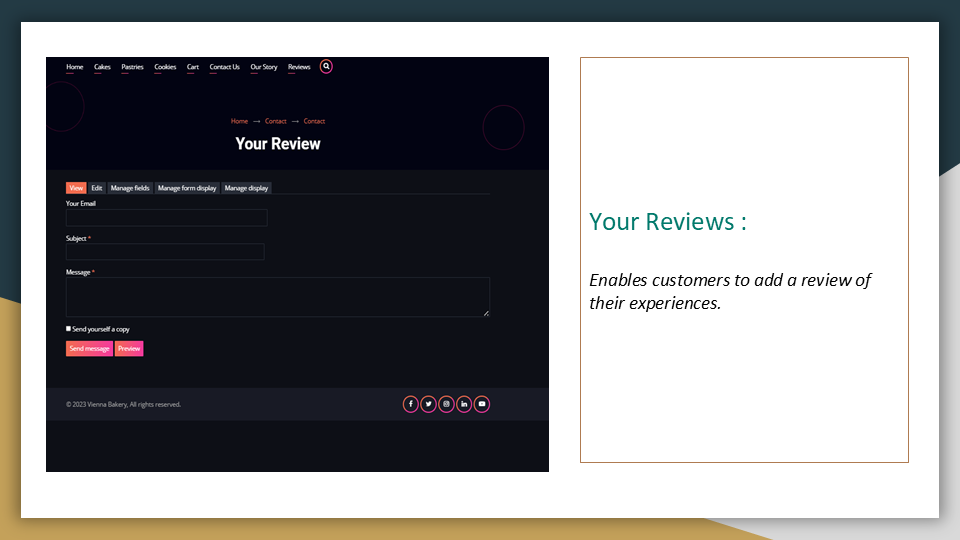 Home Cakes Pastries Cookies Cart Contact Us Our Story Reviews
Home → Contact → Contact
Your Review
View Edit Manage fields Manage form display Manage display
Your Email
Subject *
Message *
Send yourself a copy
Send message Preview
© 2023 Vienna Bakery, All rights reserved.
Your Reviews :
Enables customers to add a review of
their experiences.